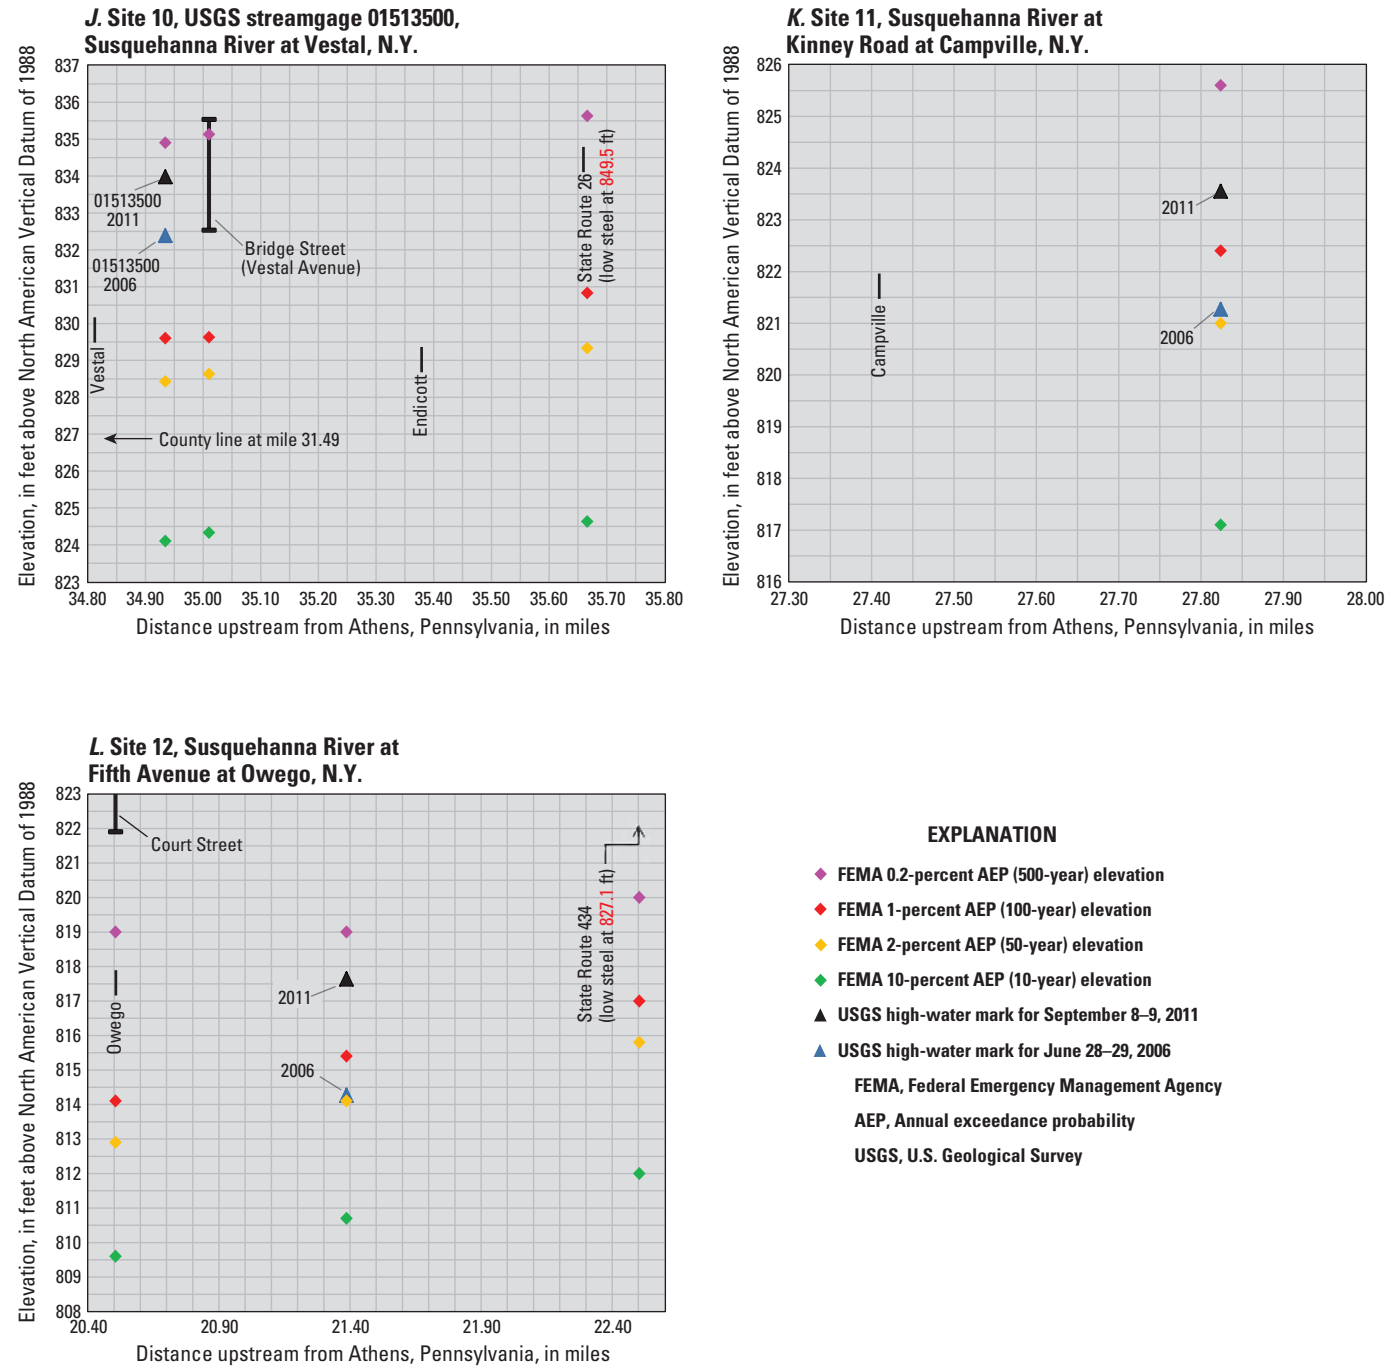 J. Site 10, USGS streamgage 01513500,
Susquehanna River at Vestal, N.Y.
Elevation, in feet above North American Vertical Datum of 1988
837
836
835
834
833
832
831
830
829
828
827
826
825
824
823
01513500
2011
01513500
2006
Bridge Street
(Vestal Avenue)
State Route 26
(low steel at 849.5 ft)
Vestal
Endicott
County line at mile 31.49
34.80 34.90 35.00 35.10 35.20 35.30 35.40 35.50 35.60 35.70 35.80
Distance upstream from Athens, Pennsylvania, in miles
K. Site 11, Susquehanna River at
Kinney Road at Campville, N.Y.
Elevation, in feet above North American Vertical Datum of 1988
826
825
824
823
822
821
820
819
818
817
816
2011
2006
Campville
27.30 27.40 27.50 27.60 27.70 27.80 27.90 28.00
Distance upstream from Athens, Pennsylvania, in miles
L. Site 12, Susquehanna River at
Fifth Avenue at Owego, N.Y.
Elevation, in feet above North American Vertical Datum of 1988
823
822
821
820
819
818
817
816
815
814
813
812
811
810
809
808
Court Street
Owego
2011
2006
State Route 434
(low steel at 827.1 ft)
20.40 20.90 21.40 21.90 22.40
Distance upstream from Athens, Pennsylvania, in miles
EXPLANATION
FEMA 0.2-percent AEP (500-year) elevation
FEMA 1-percent AEP (100-year) elevation
FEMA 2-percent AEP (50-year) elevation
FEMA 10-percent AEP (10-year) elevation
USGS high-water mark for September 8–9, 2011
USGS high-water mark for June 28–29, 2006
FEMA, Federal Emergency Management Agency
AEP, Annual exceedance probability
USGS, U.S. Geological Survey